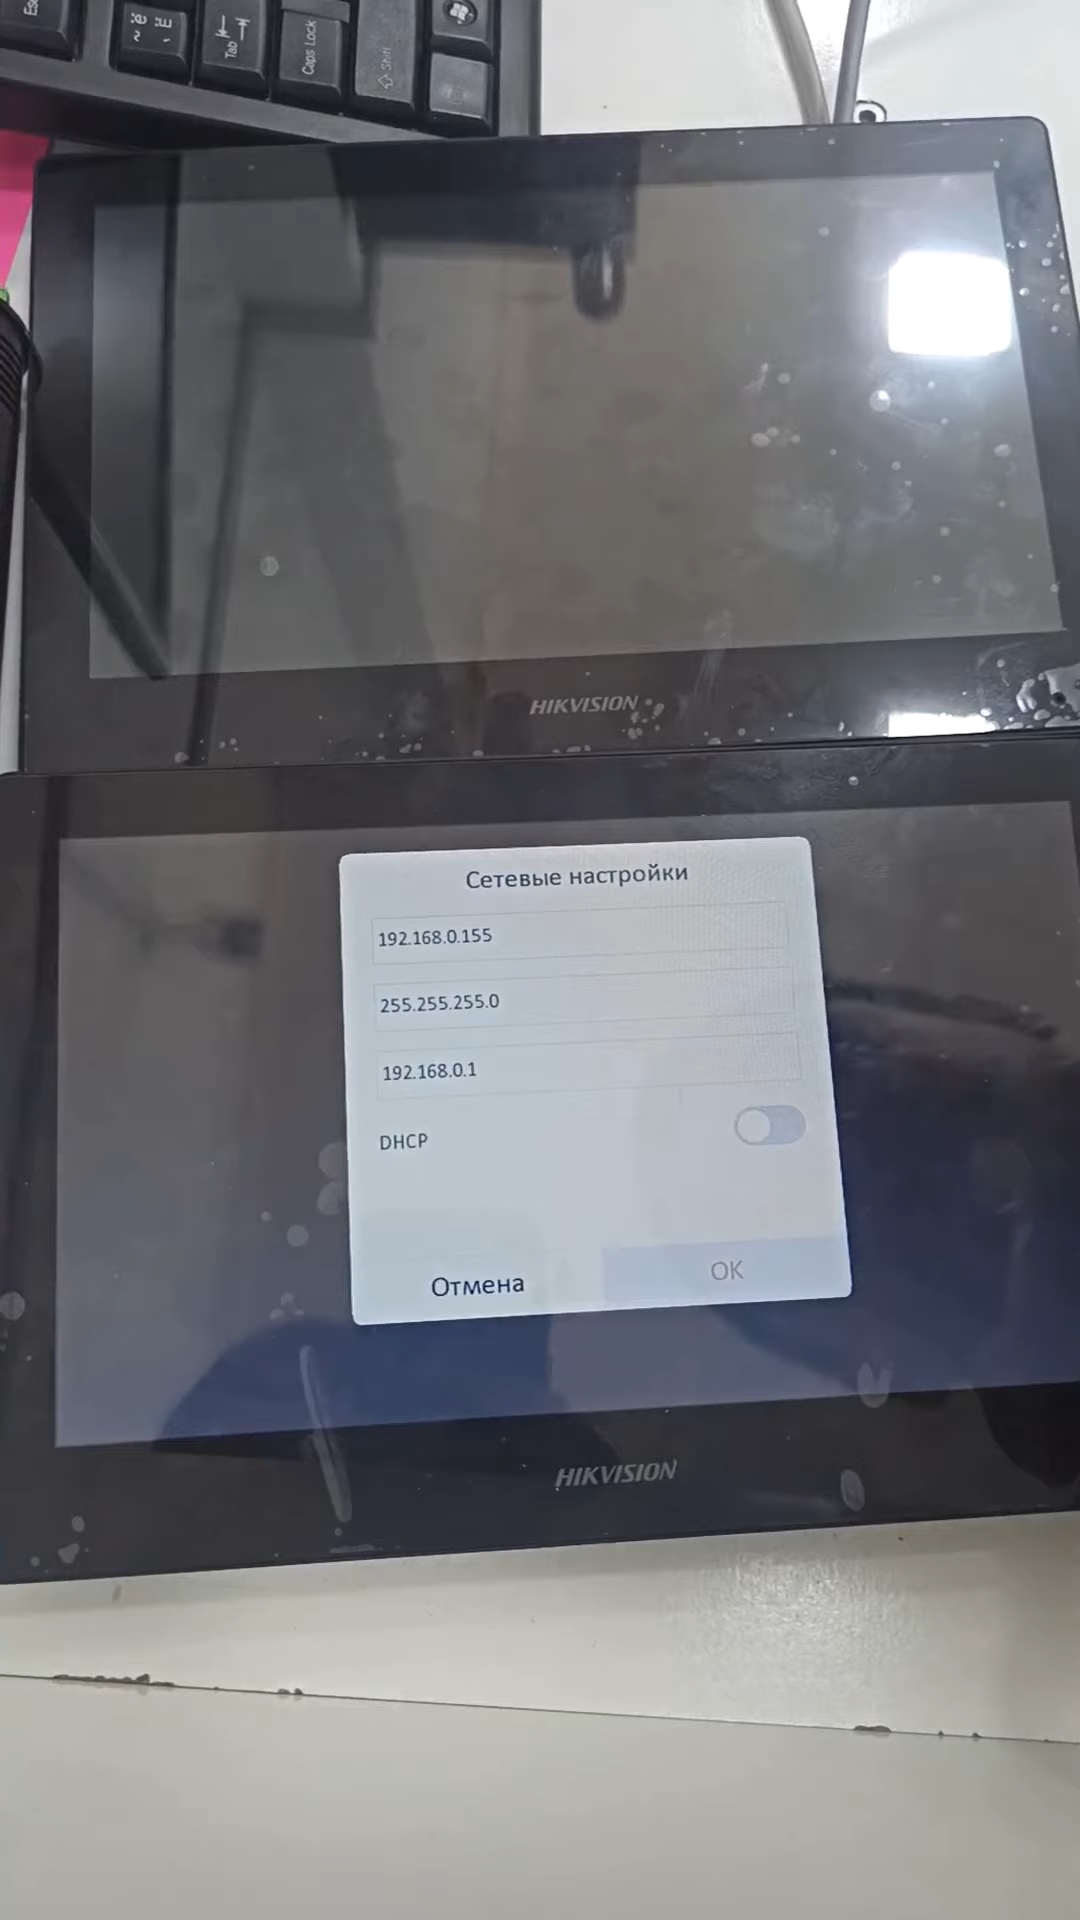 Esc
~ Ё
` ё
Tab
Caps Lock
Shift
HIKVISION
Сетевые настройки
192.168.0.155
255.255.255.0
192.168.0.1
DHCP
Отмена
OK
HIKVISION